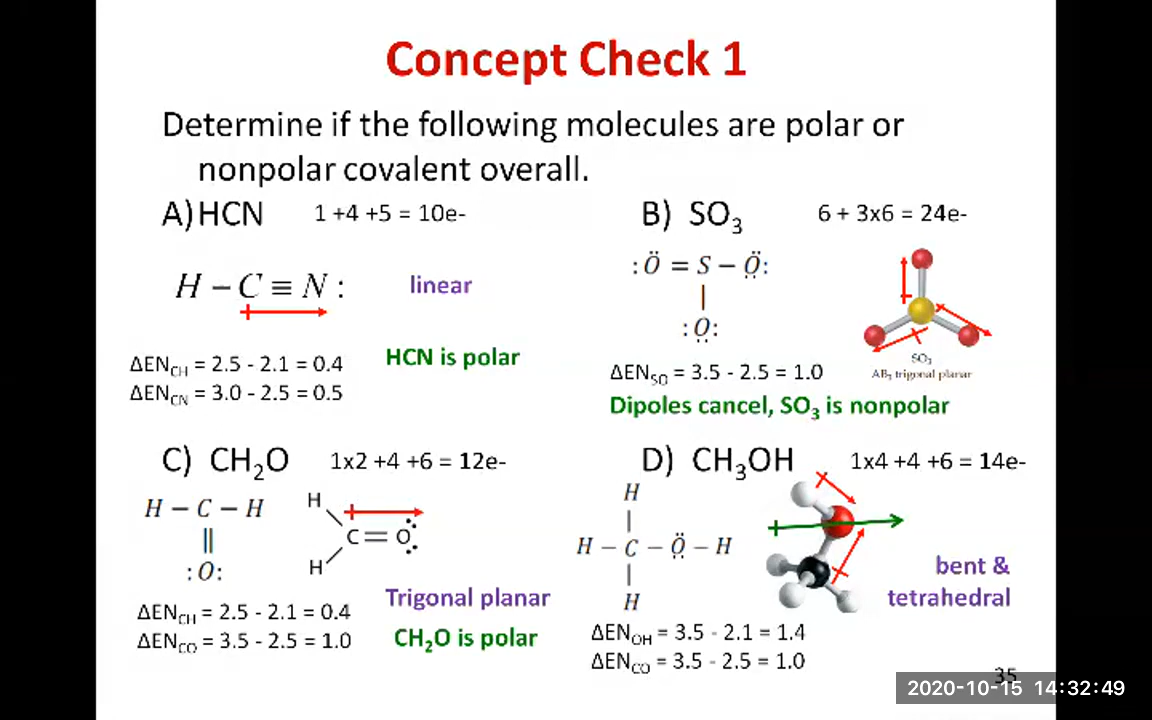 Concept Check 1
Determine if the following molecules are polar or
nonpolar covalent overall.
A) HCN 1 +4 +5 = 10e-
H – C ≡ N :
linear
ΔEN_CH = 2.5 - 2.1 = 0.4
ΔEN_CN = 3.0 - 2.5 = 0.5
HCN is polar
B) SO₃ 6 + 3x6 = 24e-
:Ö = S – Ö:
|
:O:
SO₃
AB₃ trigonal planar
ΔEN_SO = 3.5 - 2.5 = 1.0
Dipoles cancel, SO₃ is nonpolar
C) CH₂O 1x2 +4 +6 = 12e-
H – C – H
||
:O:
H
C = O
H
Trigonal planar
ΔEN_CH = 2.5 - 2.1 = 0.4
ΔEN_CO = 3.5 - 2.5 = 1.0
CH₂O is polar
D) CH₃OH 1x4 +4 +6 = 14e-
H
|
H – C – Ö – H
|
H
bent &
tetrahedral
ΔEN_OH = 3.5 - 2.1 = 1.4
ΔEN_CO = 3.5 - 2.5 = 1.0
35
2020-10-15 14:32:49